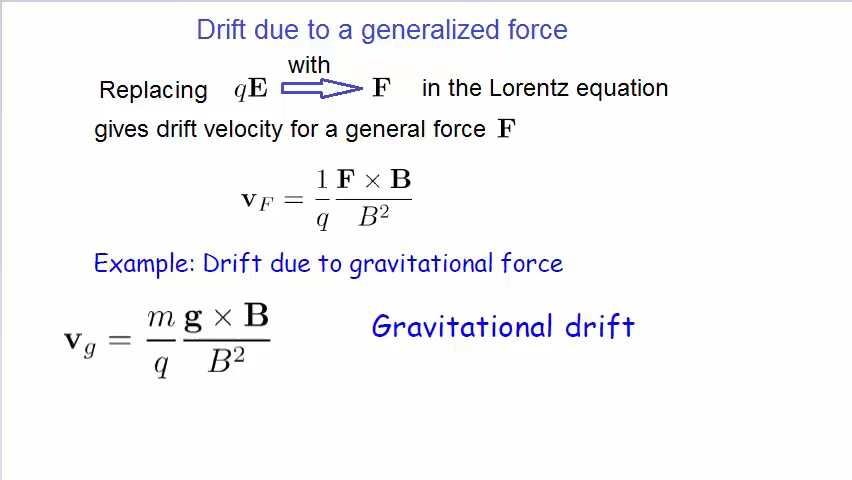 Drift due to a generalized force
with
Replacing qE ⟹ F in the Lorentz equation
gives drift velocity for a general force F
v_F = (1/q) (F × B)/B²
Example: Drift due to gravitational force
v_g = (m/q) (g × B)/B²
Gravitational drift